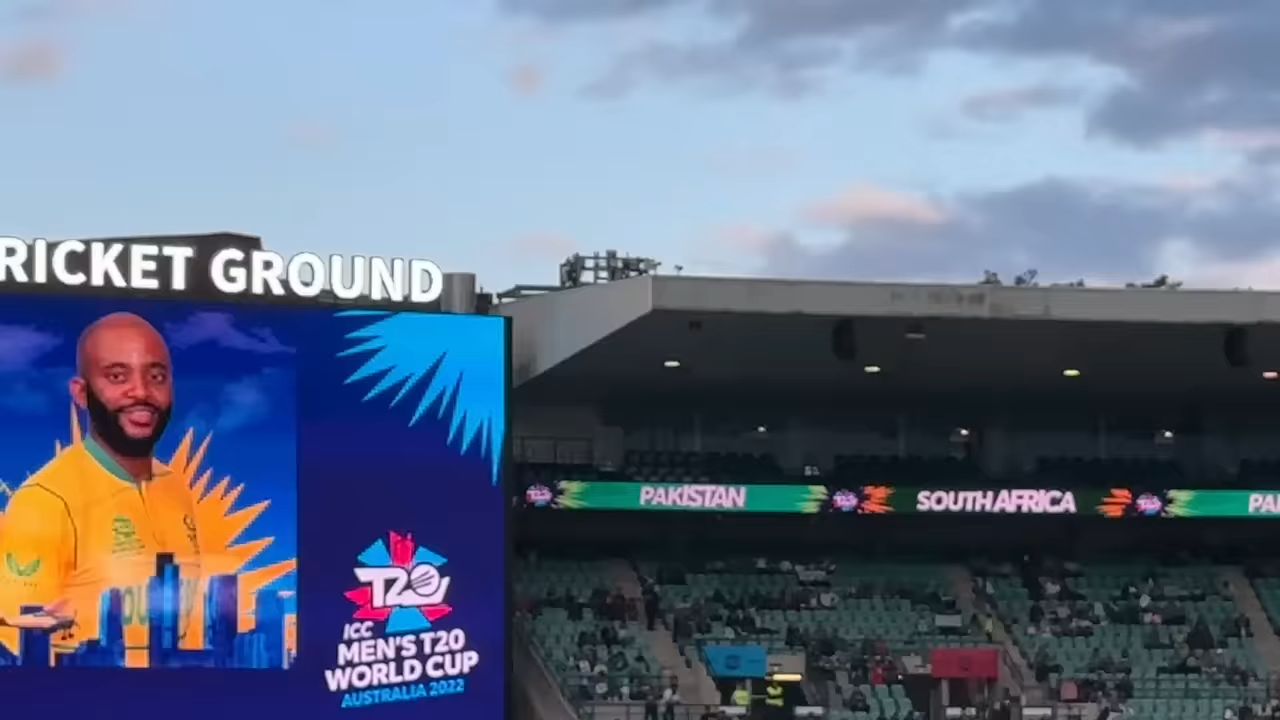 RICKET GROUND
PAKISTAN
SOUTH AFRICA
PA
T20
ICC
MEN'S T20
WORLD CUP
AUSTRALIA 2022